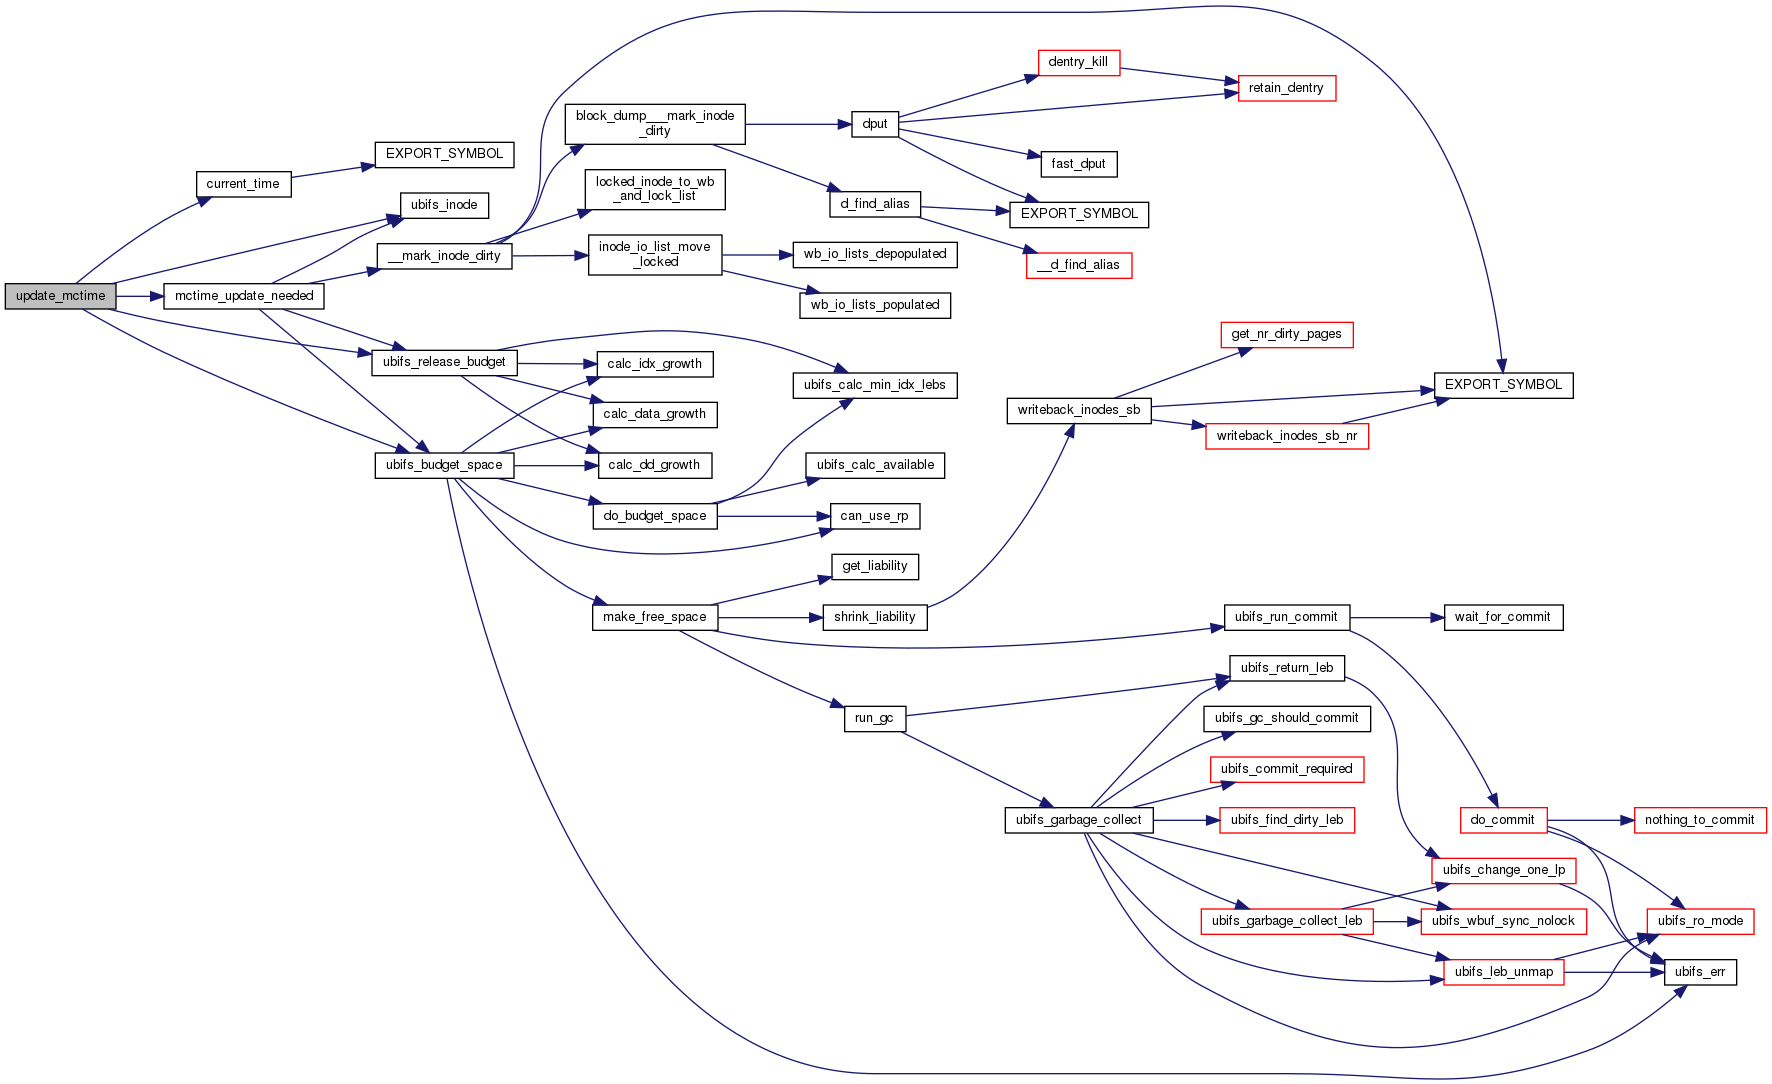 update_mctime
current_time
EXPORT_SYMBOL
ubifs_inode
mctime_update_needed
__mark_inode_dirty
ubifs_release_budget
ubifs_budget_space
block_dump___mark_inode
_dirty
locked_inode_to_wb
_and_lock_list
inode_io_list_move
_locked
calc_idx_growth
calc_data_growth
calc_dd_growth
do_budget_space
make_free_space
dput
d_find_alias
wb_io_lists_depopulated
wb_io_lists_populated
ubifs_calc_min_idx_lebs
ubifs_calc_available
can_use_rp
get_liability
shrink_liability
run_gc
dentry_kill
retain_dentry
fast_dput
EXPORT_SYMBOL
__d_find_alias
writeback_inodes_sb
get_nr_dirty_pages
writeback_inodes_sb_nr
EXPORT_SYMBOL
ubifs_run_commit
wait_for_commit
ubifs_return_leb
ubifs_gc_should_commit
ubifs_commit_required
ubifs_garbage_collect
ubifs_find_dirty_leb
ubifs_garbage_collect_leb
do_commit
nothing_to_commit
ubifs_change_one_lp
ubifs_wbuf_sync_nolock
ubifs_leb_unmap
ubifs_ro_mode
ubifs_err